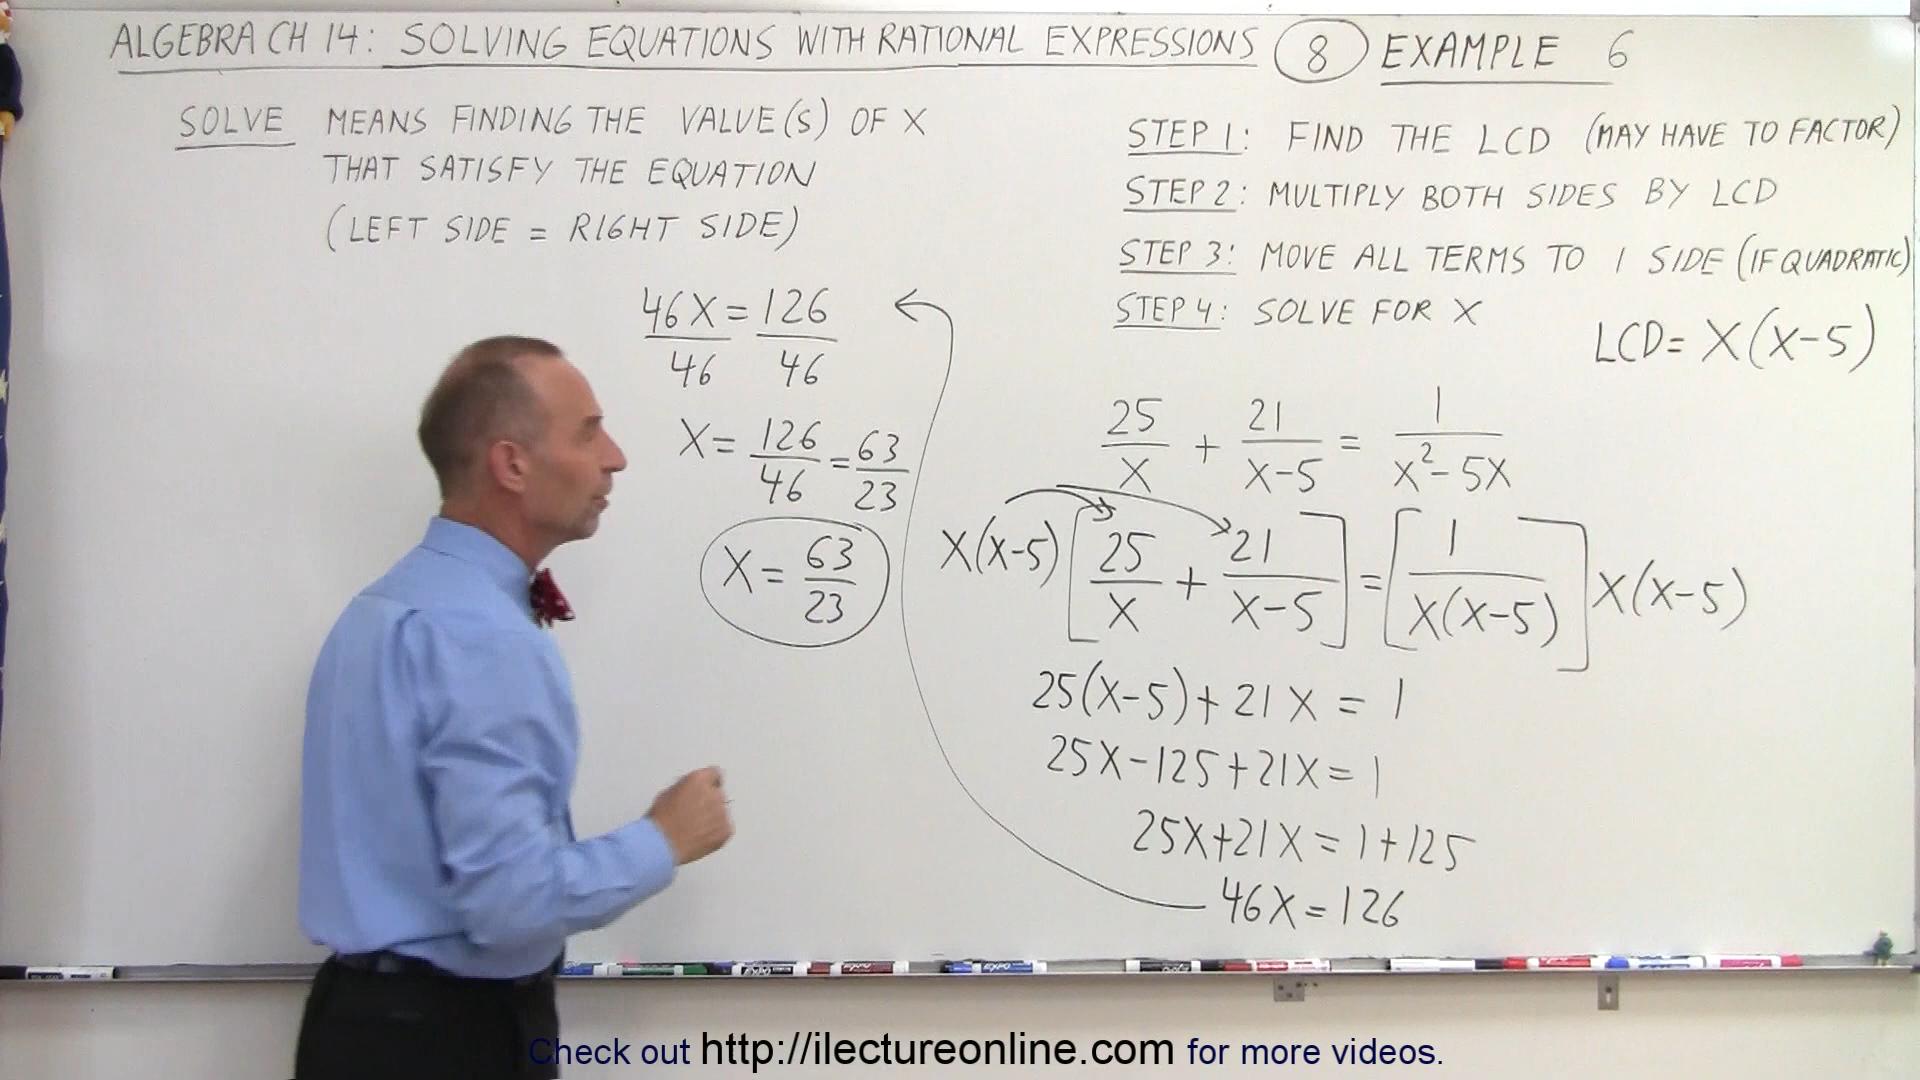 ALGEBRA CH 14: SOLVING EQUATIONS WITH RATIONAL EXPRESSIONS (8) EXAMPLE 6
SOLVE MEANS FINDING THE VALUE(S) OF X
THAT SATISFY THE EQUATION
(LEFT SIDE = RIGHT SIDE)
46X = 126
46 46
X = 126/46 = 63/23
X = 63/23
STEP 1: FIND THE LCD (MAY HAVE TO FACTOR)
STEP 2: MULTIPLY BOTH SIDES BY LCD
STEP 3: MOVE ALL TERMS TO 1 SIDE (IF QUADRATIC)
STEP 4: SOLVE FOR X
LCD = X(X-5)
25/X + 21/(X-5) = 1/(X²-5X)
X(X-5) [25/X + 21/(X-5)] = [1/(X(X-5))] X(X-5)
25(X-5) + 21X = 1
25X - 125 + 21X = 1
25X + 21X = 1 + 125
46X = 126
EXPO
Check out http://ilectureonline.com for more videos.